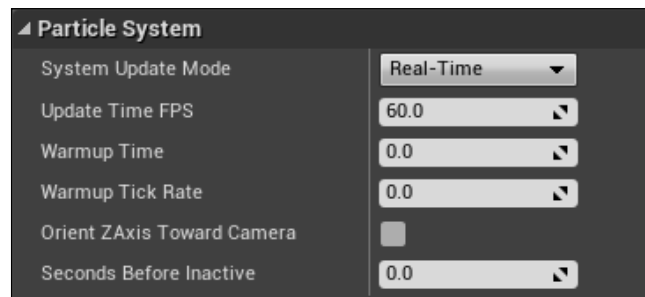 Particle System
System Update Mode Real-Time
Update Time FPS 60.0
Warmup Time 0.0
Warmup Tick Rate 0.0
Orient ZAxis Toward Camera
Seconds Before Inactive 0.0